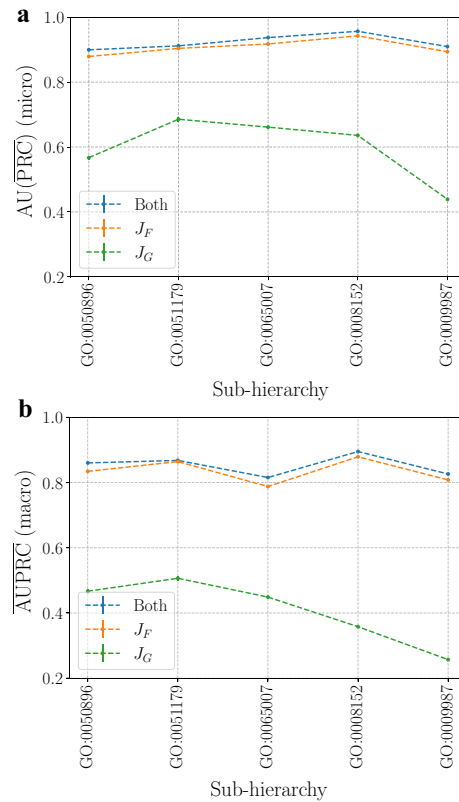 a
AU(P̅R̅C̅) (micro)
1.0
0.8
0.6
0.4
0.2
Both
J_F
J_G
GO:0050896
GO:0051179
GO:0065007
GO:0008152
GO:0009987
Sub-hierarchy
b
A̅U̅P̅R̅C̅ (macro)
1.0
0.8
0.6
0.4
0.2
Both
J_F
J_G
GO:0050896
GO:0051179
GO:0065007
GO:0008152
GO:0009987
Sub-hierarchy